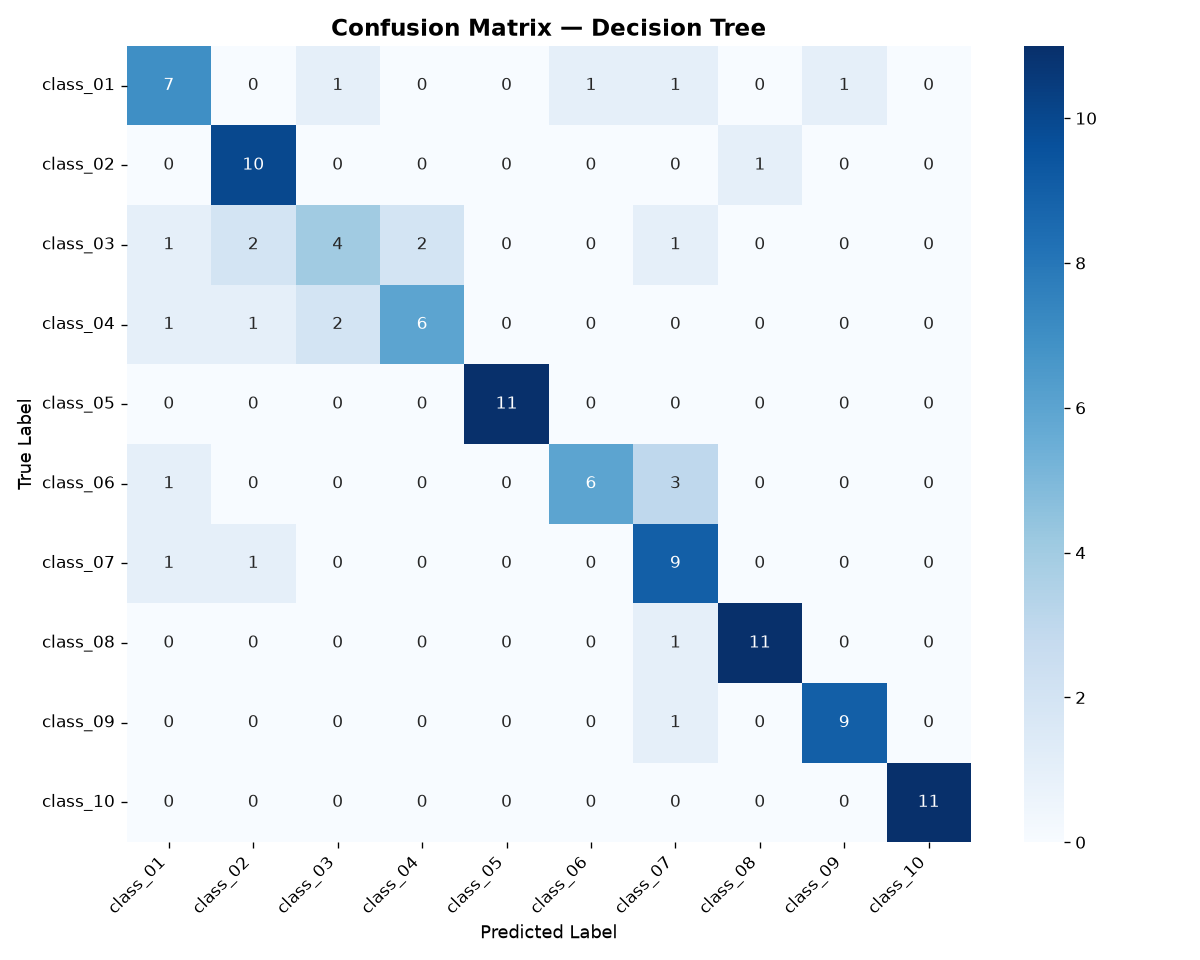 Confusion Matrix — Decision Tree
True Label
class_01 7 0 1 0 0 1 1 0 1 0
class_02 0 10 0 0 0 0 0 1 0 0
class_03 1 2 4 2 0 0 1 0 0 0
class_04 1 1 2 6 0 0 0 0 0 0
class_05 0 0 0 0 11 0 0 0 0 0
class_06 1 0 0 0 0 6 3 0 0 0
class_07 1 1 0 0 0 0 9 0 0 0
class_08 0 0 0 0 0 0 1 11 0 0
class_09 0 0 0 0 0 0 1 0 9 0
class_10 0 0 0 0 0 0 0 0 0 11
class_01 class_02 class_03 class_04 class_05 class_06 class_07 class_08 class_09 class_10
Predicted Label
10
8
6
4
2
0